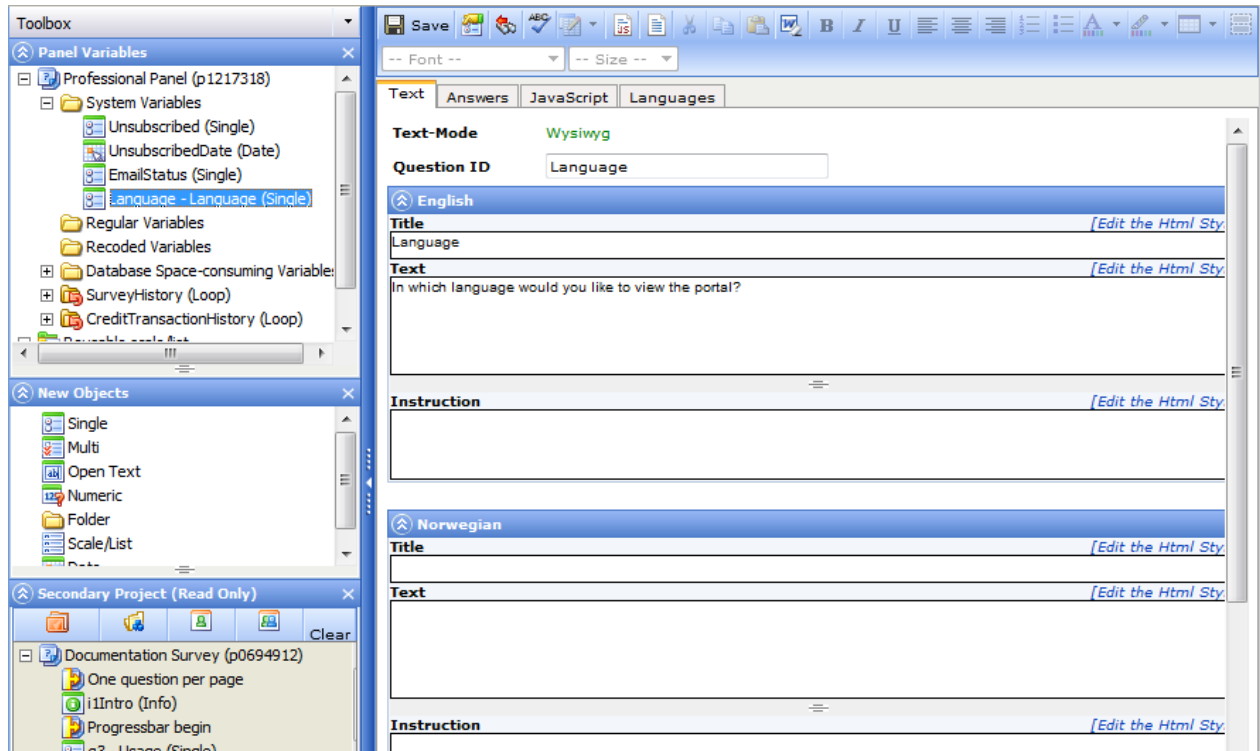 Toolbox
Panel Variables
Professional Panel (p1217318)
System Variables
Unsubscribed (Single)
UnsubscribedDate (Date)
EmailStatus (Single)
Language - Language (Single)
Regular Variables
Recoded Variables
Database Space-consuming Variable
SurveyHistory (Loop)
CreditTransactionHistory (Loop)
New Objects
Single
Multi
Open Text
Numeric
Folder
Scale/List
Secondary Project (Read Only)
Clear
Documentation Survey (p0694912)
One question per page
i1Intro (Info)
Progressbar begin
q3 - Usage (Single)
Save ABC B I U A
-- Font -- -- Size --
Text Answers JavaScript Languages
Text-Mode Wysiwyg
Question ID Language
English
Title [Edit the Html Sty
Language
Text [Edit the Html Sty
In which language would you like to view the portal?
Instruction [Edit the Html Sty
Norwegian
Title [Edit the Html Sty
Text [Edit the Html Sty
Instruction [Edit the Html Sty